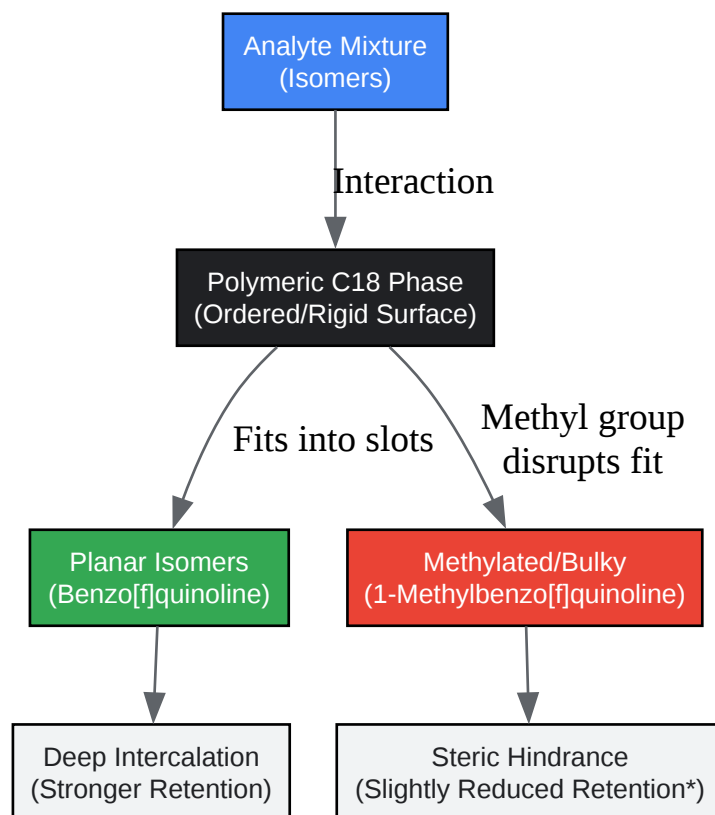 Analyte Mixture
(Isomers)
Interaction
Polymeric C18 Phase
(Ordered/Rigid Surface)
Fits into slots
Methyl group
disrupts fit
Planar Isomers
(Benzo[f]quinoline)
Methylated/Bulky
(1-Methylbenzo[f]quinoline)
Deep Intercalation
(Stronger Retention)
Steric Hindrance
(Slightly Reduced Retention*)